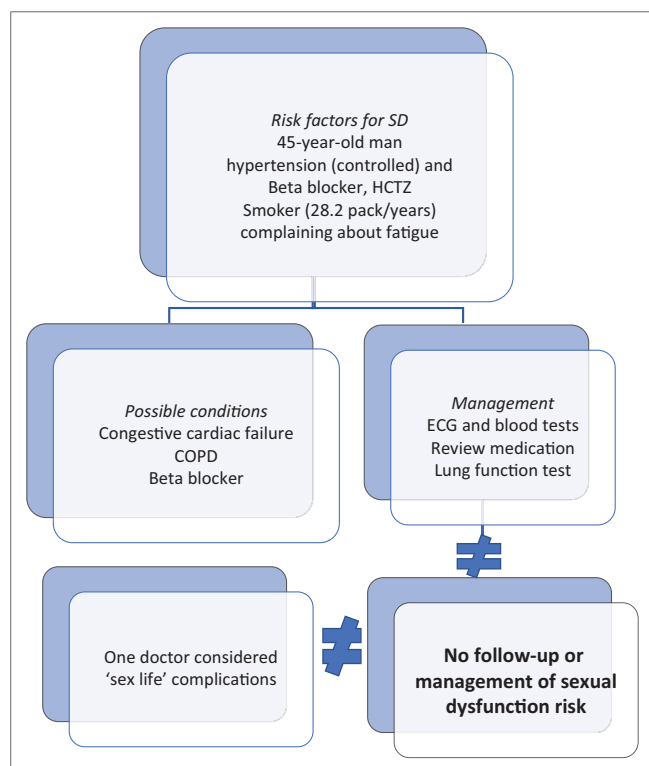 Risk factors for SD
45-year-old man
hypertension (controlled) and
Beta blocker, HCTZ
Smoker (28.2 pack/years)
complaining about fatigue
Possible conditions
Congestive cardiac failure
COPD
Beta blocker
Management
ECG and blood tests
Review medication
Lung function test
One doctor considered
‘sex life’ complications
No follow-up or
management of sexual
dysfunction risk